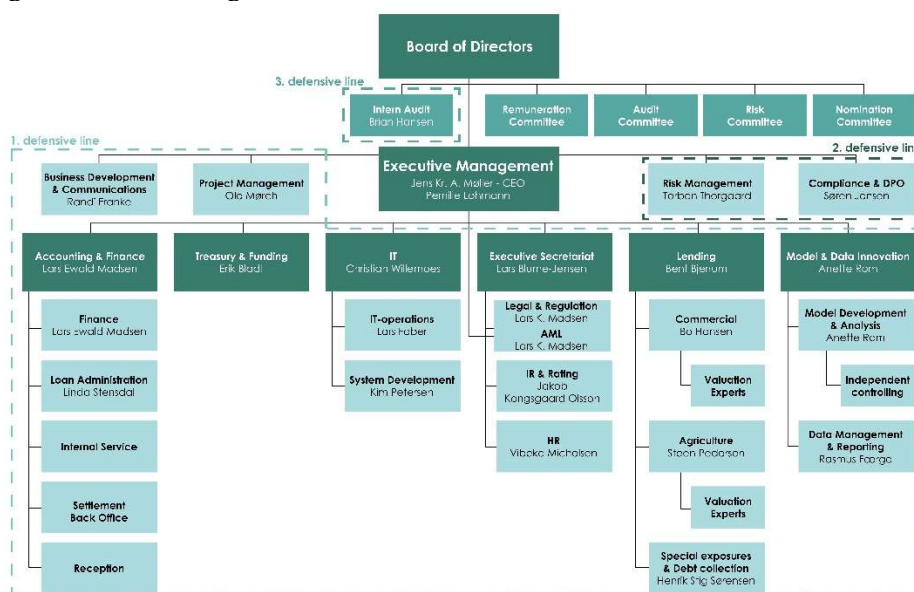 Board of Directors
3. defensive line
Intern Audit
Brian Hansen
Remuneration
Committee
Audit
Committee
Risk
Committee
Nomination
Committee
1. defensive line
2. defensive line
Business Development
& Communications
Randi Franke
Project Management
Ola Mørch
Executive Management
Jens Kr. A. Møller - CEO
Pernille Lohmann
Risk Management
Torben Thorgaard
Compliance & DPO
Søren Jensen
Accounting & Finance
Lars Ewald Madsen
Treasury & Funding
Erik Bladt
IT
Christian Willemoes
Executive Secretariat
Lars Blume-Jensen
Lending
Bent Bjerrum
Model & Data Innovation
Anette Rom
Finance
Lars Ewald Madsen
IT-operations
Lars Faber
Legal & Regulation
Lars K. Madsen
AML
Lars K. Madsen
Commercial
Bo Hansen
Model Development
& Analysis
Anette Rom
Loan Administration
Linda Stensdal
System Development
Kim Petersen
IR & Rating
Jakob
Kongsgaard Olsson
Valuation
Experts
Independent
controlling
Internal Service
HR
Vibeke Michelsen
Agriculture
Steen Pedersen
Data Management
& Reporting
Rasmus Færge
Settlement
Back Office
Valuation
Experts
Reception
Special exposures
& Debt collection
Henrik Stig Sørensen